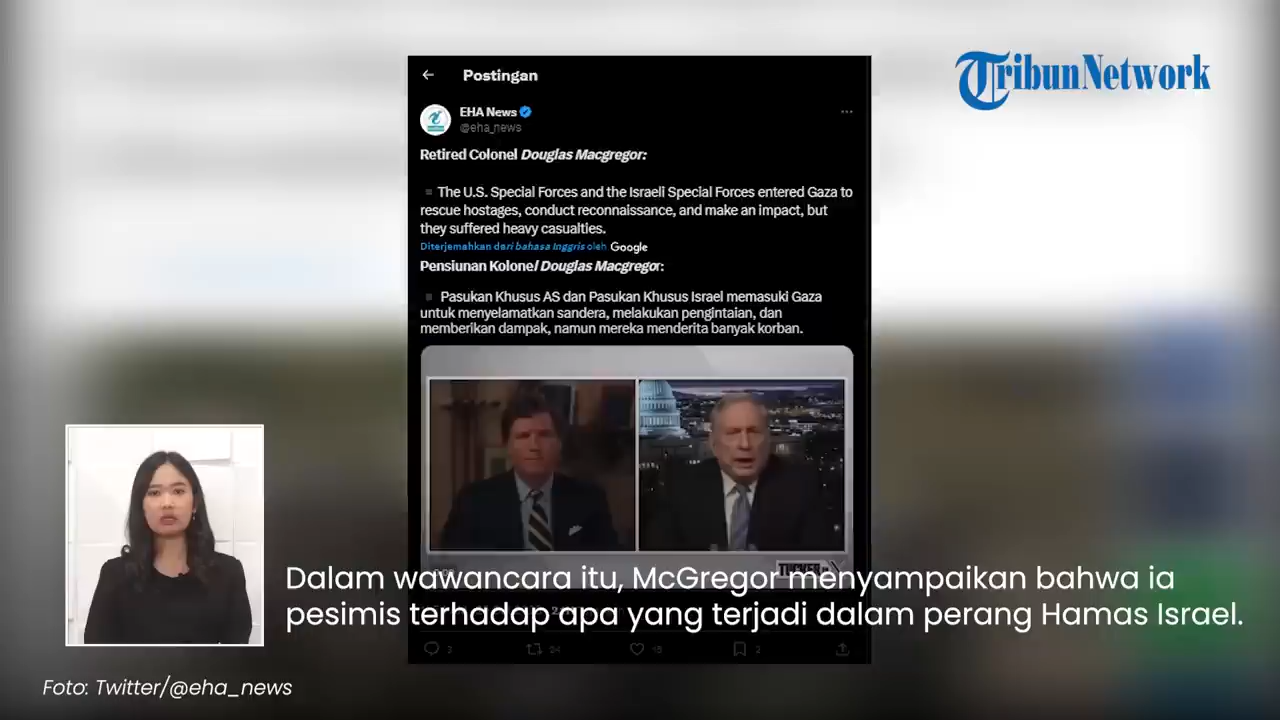 Postingan
TribunNetwork
EHA News
@eha_news
Retired Colonel Douglas Macgregor:
The U.S. Special Forces and the Israeli Special Forces entered Gaza to
rescue hostages, conduct reconnaissance, and make an impact, but
they suffered heavy casualties.
Diterjemahkan dari bahasa Inggris oleh Google
Pensiunan Kolonel Douglas Macgregor:
Pasukan Khusus AS dan Pasukan Khusus Israel memasuki Gaza
untuk menyelamatkan sandera, melakukan pengintaian, dan
memberikan dampak, namun mereka menderita banyak korban.
TUCKER
Dalam wawancara itu, McGregor menyampaikan bahwa ia
pesimis terhadap apa yang terjadi dalam perang Hamas Israel.
3 24 2
Foto: Twitter/@eha_news